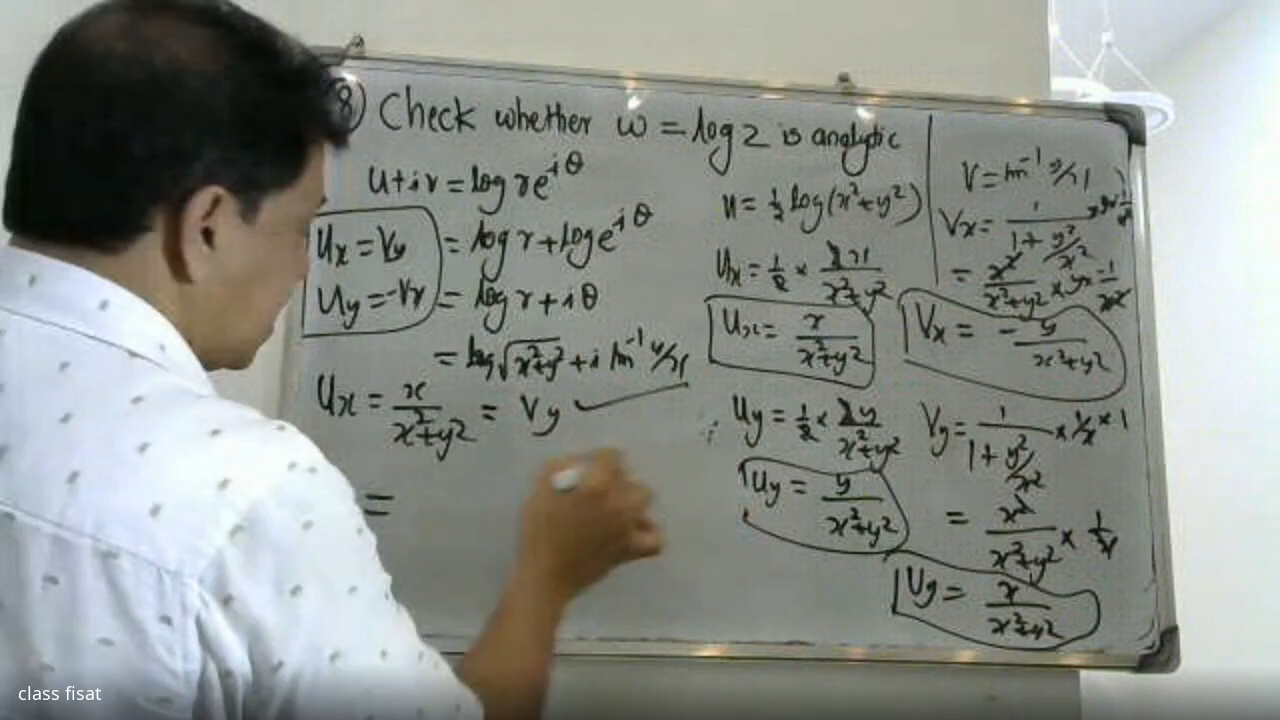 8) Check whether w = log z is analytic
u+iv = log re^iθ
Ux = Vy
Uy = -Vx
= log r + log e^iθ
= log r + iθ
= log √x²+y² + i tan⁻¹ y/x
Ux = x/x²+y² = Vy ✓
=
u = ½ log(x²+y²)
Ux = ½ × 2x/x²+y²
Ux = x/x²+y²
Uy = ½ × 2y/x²+y²
Uy = y/x²+y²
V = tan⁻¹ y/x
Vx = 1/1+y²/x²
= x²/x²+y² × y × -1/x²
Vx = -y/x²+y²
Vy = 1/1+y²/x² × 1/x × 1
= x²/x²+y² × 1/x
Vy = x/x²+y²
class fisat